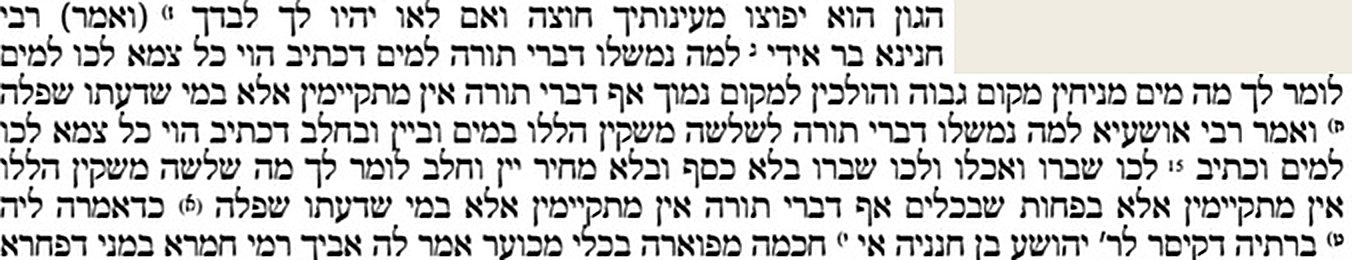 הגון הוא יפוצו מעינותיך חוצה ואם לאו יהיו לך לבדך ז) (ואמר) רבי
חנינא בר אידי ג למה נמשלו דברי תורה למים דכתיב הוי כל צמא לכו למים
לומר לך מה מים מניחין מקום גבוה והולכין למקום נמוך אף דברי תורה אין מתקיימין אלא במי שדעתו שפלה
ח) ואמר רבי אושעיא למה נמשלו דברי תורה לשלשה משקין הללו במים וביין ובחלב דכתיב הוי כל צמא לכו
למים וכתיב 15 לכו שברו ואכלו ולכו שברו בלא כסף ובלא מחיר יין וחלב לומר לך מה שלשה משקין הללו
אין מתקיימין אלא בפחות שבכלים אף דברי תורה אין מתקיימין אלא במי שדעתו שפלה (6) כדאמרה ליה
ט) ברתיה דקיסר לר' יהושע בן חנניה אי י) חכמה מפוארה בכלי מכוער אמר לה אביך רמי חמרא במני דפחרא